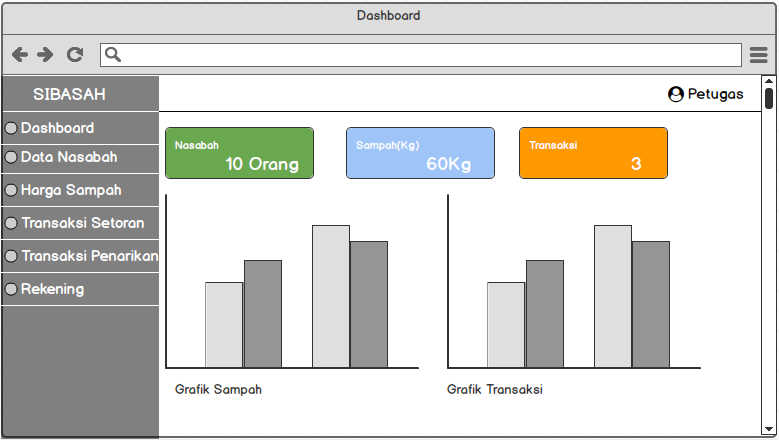 Dashboard
SIBASAH
Petugas
Dashboard
Data Nasabah
Harga Sampah
Transaksi Setoran
Transaksi Penarikan
Rekening
Nasabah
10 Orang
Sampah(Kg)
60Kg
Transaksi
3
Grafik Sampah
Grafik Transaksi